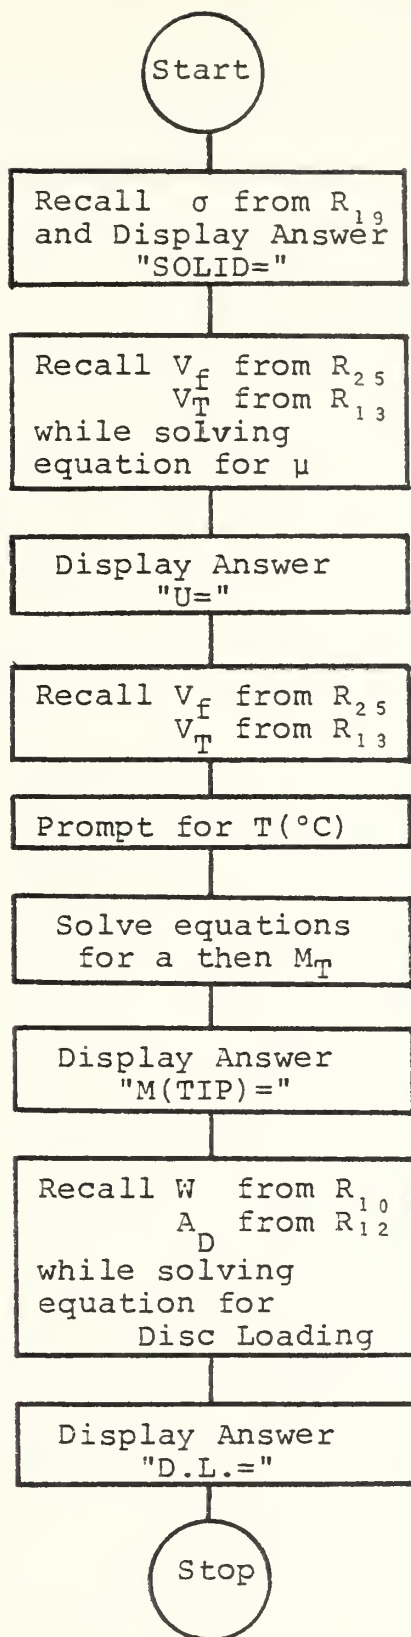 Start
Recall σ from R19
and Display Answer
"SOLID="
Recall Vf from R25
VT from R13
while solving
equation for μ
Display Answer
"U="
Recall Vf from R25
VT from R13
Prompt for T(°C)
Solve equations
for a then MT
Display Answer
"M(TIP)="
Recall W from R10
AD from R12
while solving
equation for
Disc Loading
Display Answer
"D.L.="
Stop